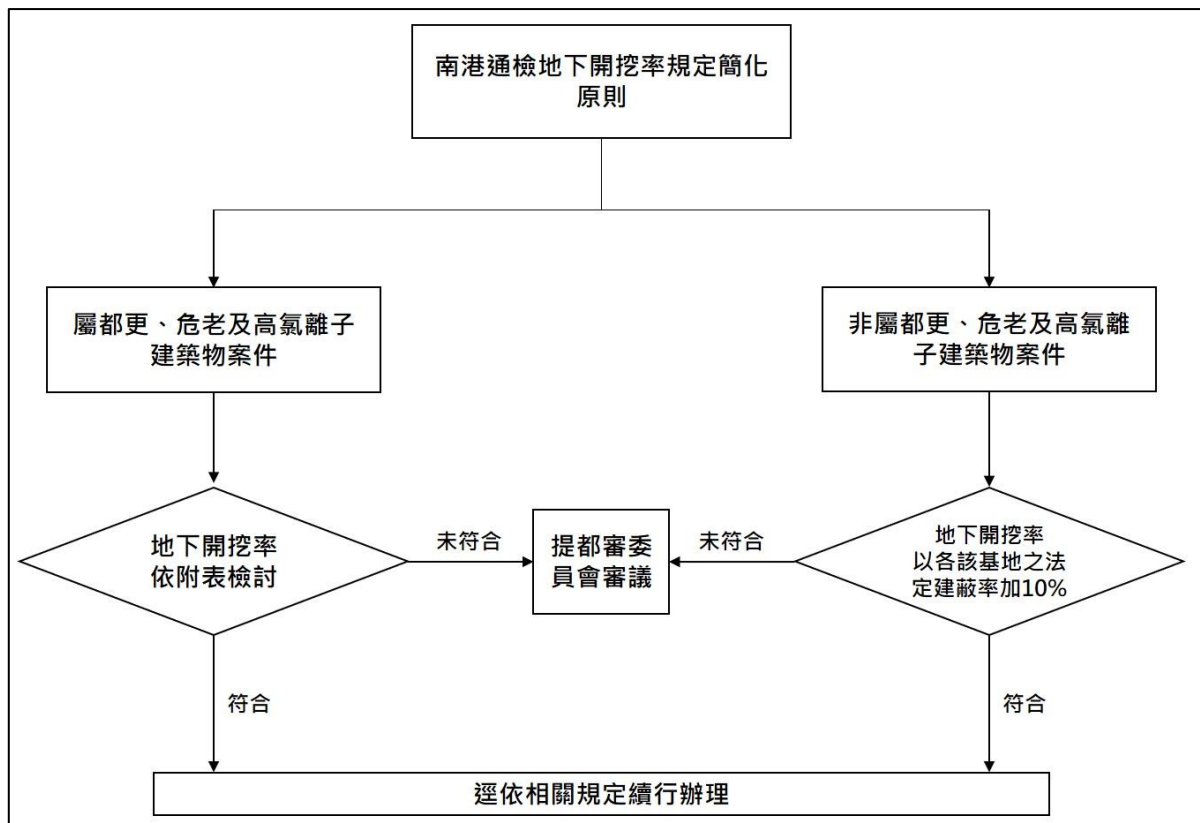 南港通檢地下開挖率規定簡化
原則
屬都更、危老及高氯離子
建築物案件
非屬都更、危老及高氯離
子建築物案件
地下開挖率
依附表檢討
未符合
提都審委
員會審議
未符合
地下開挖率
以各該基地之法
定建蔽率加10%
符合
符合
逕依相關規定續行辦理